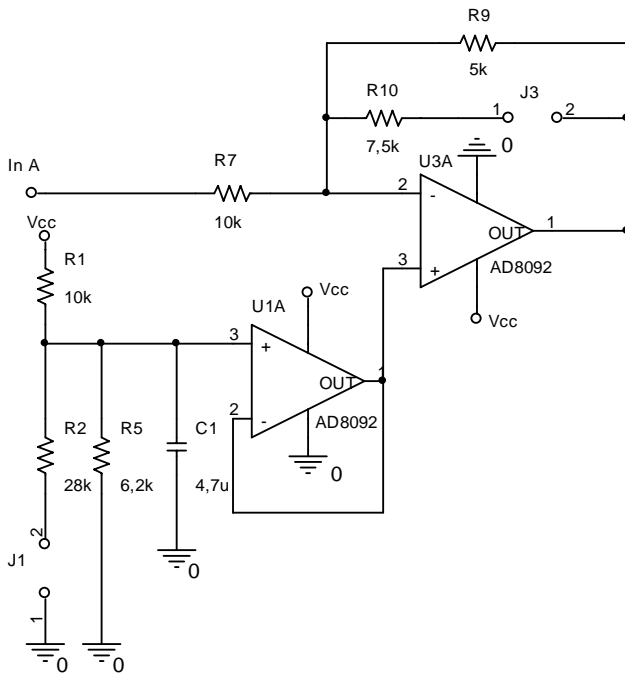 R9
5k
R10
J3
1
2
7,5k
0
R7
U3A
In A
2
-
10k
1
OUT
Vcc
3
+
AD8092
R1
10k
U1A
Vcc
Vcc
3
+
OUT
1
2
-
R2
R5
C1
AD8092
28k
6,2k
4,7u
0
2
J1
0
1
0
0